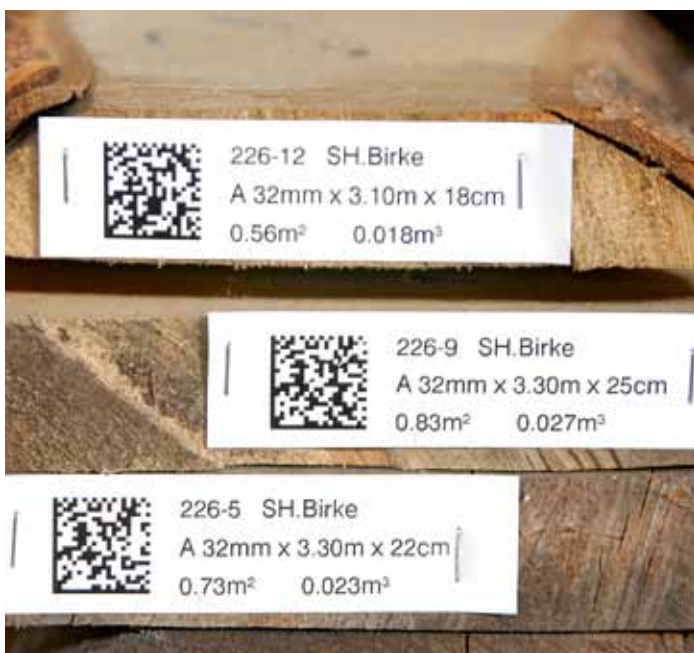 226-12 SH.Birke
A 32mm x 3.10m x 18cm
0.56m² 0.018m³
226-9 SH.Birke
A 32mm x 3.30m x 25cm
0.83m² 0.027m³
226-5 SH.Birke
A 32mm x 3.30m x 22cm
0.73m² 0.023m³